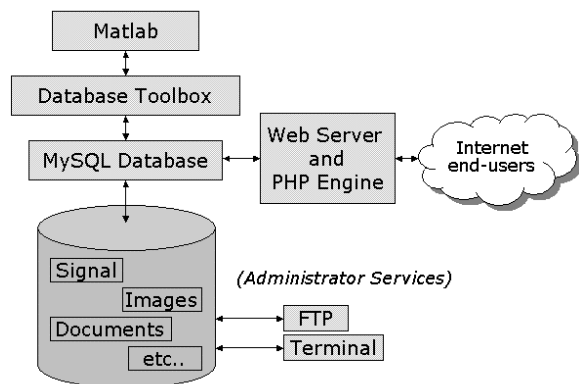 Matlab
Database Toolbox
MySQL Database
Web Server
and
PHP Engine
Internet
end-users
Signal
Images
Documents
etc..
(Administrator Services)
FTP
Terminal